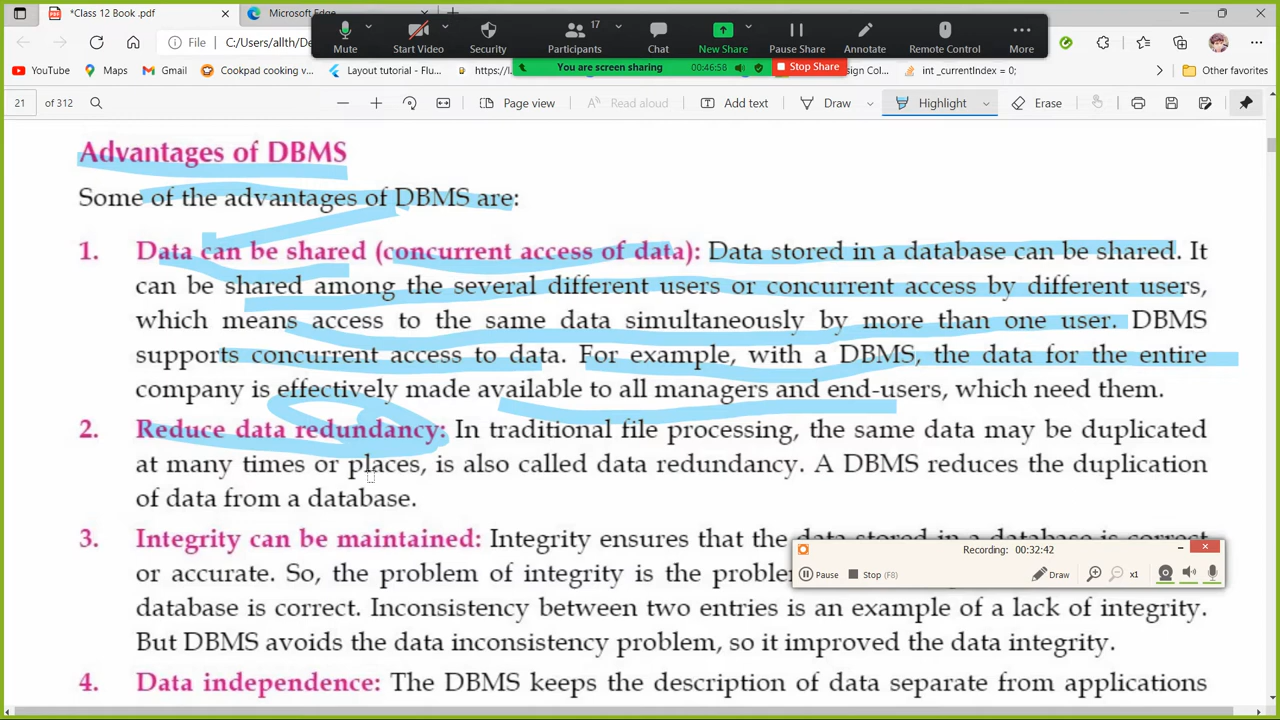 *Class 12 Book .pdf
Microsoft Edge
Mute
Start Video
Security
17
Participants
Chat
New Share
Pause Share
Annotate
Remote Control
More
You are screen sharing
00:46:58
Stop Share
File
C:/Users/allth/De
YouTube
Maps
Gmail
Cookpad cooking v...
Layout tutorial - Flu...
https://l
sign Col...
int _currentIndex = 0;
Other favorites
21
of 312
Page view
Read aloud
Add text
Draw
Highlight
Erase
Advantages of DBMS
Some of the advantages of DBMS are:
1. Data can be shared (concurrent access of data): Data stored in a database can be shared. It
can be shared among the several different users or concurrent access by different users,
which means access to the same data simultaneously by more than one user. DBMS
supports concurrent access to data. For example, with a DBMS, the data for the entire
company is effectively made available to all managers and end-users, which need them.
2. Reduce data redundancy: In traditional file processing, the same data may be duplicated
at many times or places, is also called data redundancy. A DBMS reduces the duplication
of data from a database.
3. Integrity can be maintained: Integrity ensures that the data stored in a database is correct
or accurate. So, the problem of integrity is the problem
database is correct. Inconsistency between two entries is an example of a lack of integrity.
But DBMS avoids the data inconsistency problem, so it improved the data integrity.
4. Data independence: The DBMS keeps the description of data separate from applications
Recording: 00:32:42
Pause
Stop (F8)
Draw
x1